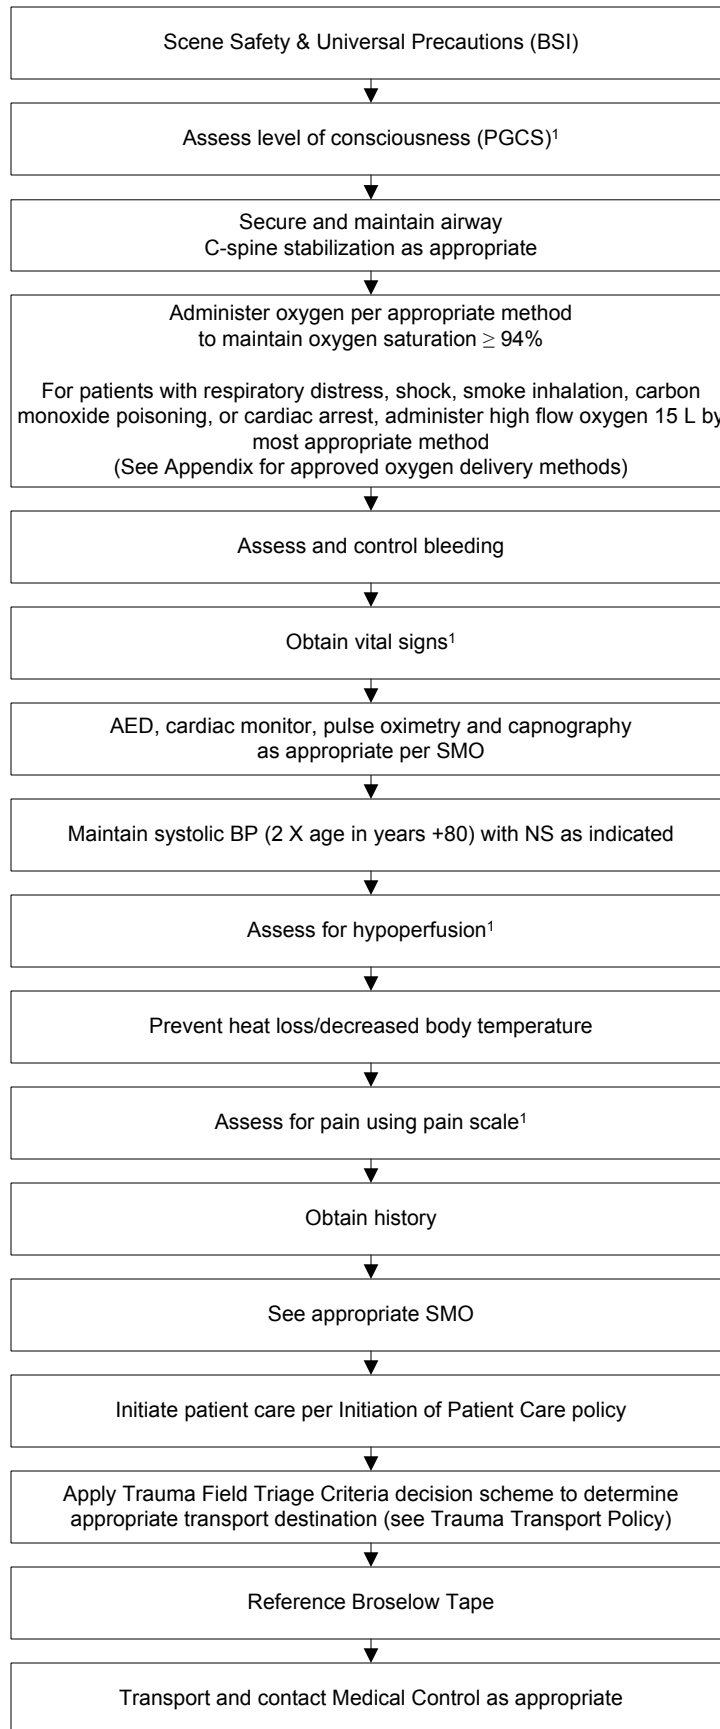 Scene Safety & Universal Precautions (BSI)
Assess level of consciousness (PGCS)¹
Secure and maintain airway
C-spine stabilization as appropriate
Administer oxygen per appropriate method
to maintain oxygen saturation ≥ 94%
For patients with respiratory distress, shock, smoke inhalation, carbon
monoxide poisoning, or cardiac arrest, administer high flow oxygen 15 L by
most appropriate method
(See Appendix for approved oxygen delivery methods)
Assess and control bleeding
Obtain vital signs¹
AED, cardiac monitor, pulse oximetry and capnography
as appropriate per SMO
Maintain systolic BP (2 X age in years +80) with NS as indicated
Assess for hypoperfusion¹
Prevent heat loss/decreased body temperature
Assess for pain using pain scale¹
Obtain history
See appropriate SMO
Initiate patient care per Initiation of Patient Care policy
Apply Trauma Field Triage Criteria decision scheme to determine
appropriate transport destination (see Trauma Transport Policy)
Reference Broselow Tape
Transport and contact Medical Control as appropriate